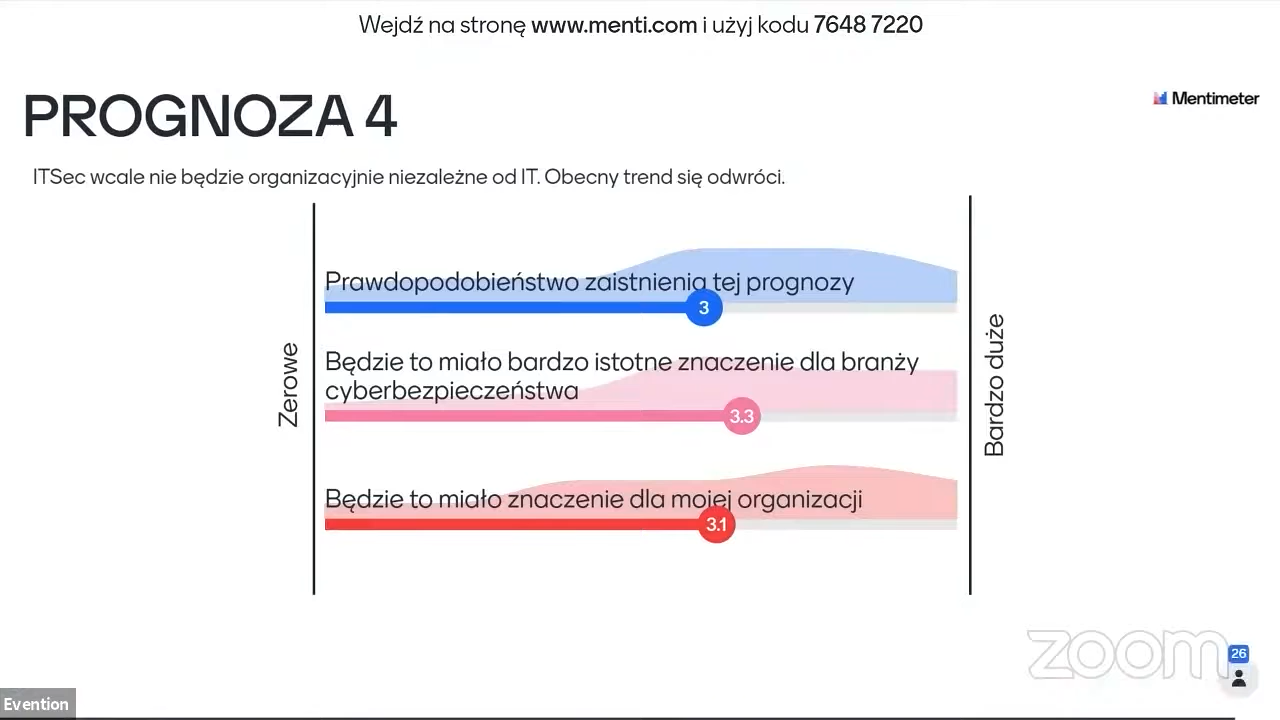 Wejdź na stronę www.menti.com i użyj kodu 7648 7220
PROGNOZA 4
Mentimeter
ITSec wcale nie będzie organizacyjnie niezależne od IT. Obecny trend się odwróci.
Zerowe
Prawdopodobieństwo zaistnienia tej prognozy
3
Będzie to miało bardzo istotne znaczenie dla branży
cyberbezpieczeństwa
3.3
Będzie to miało znaczenie dla mojej organizacji
3.1
Bardzo duże
zoom
26
Evention